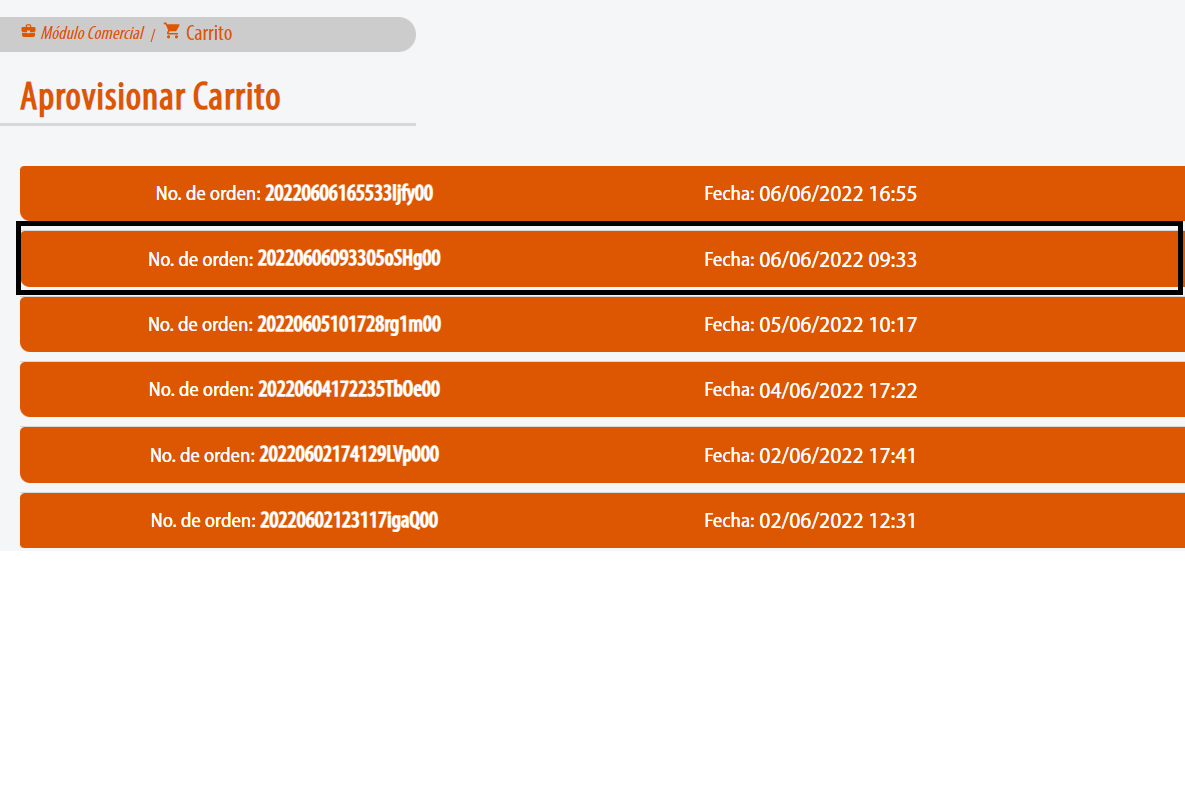 Módulo Comercial / Carrito
Aprovisionar Carrito
No. de orden: 20220606165533ljfy00 Fecha: 06/06/2022 16:55
No. de orden: 20220606093305oSHg00 Fecha: 06/06/2022 09:33
No. de orden: 20220605101728rg1m00 Fecha: 05/06/2022 10:17
No. de orden: 20220604172235TbOe00 Fecha: 04/06/2022 17:22
No. de orden: 20220602174129LVp000 Fecha: 02/06/2022 17:41
No. de orden: 20220602123117igaQ00 Fecha: 02/06/2022 12:31